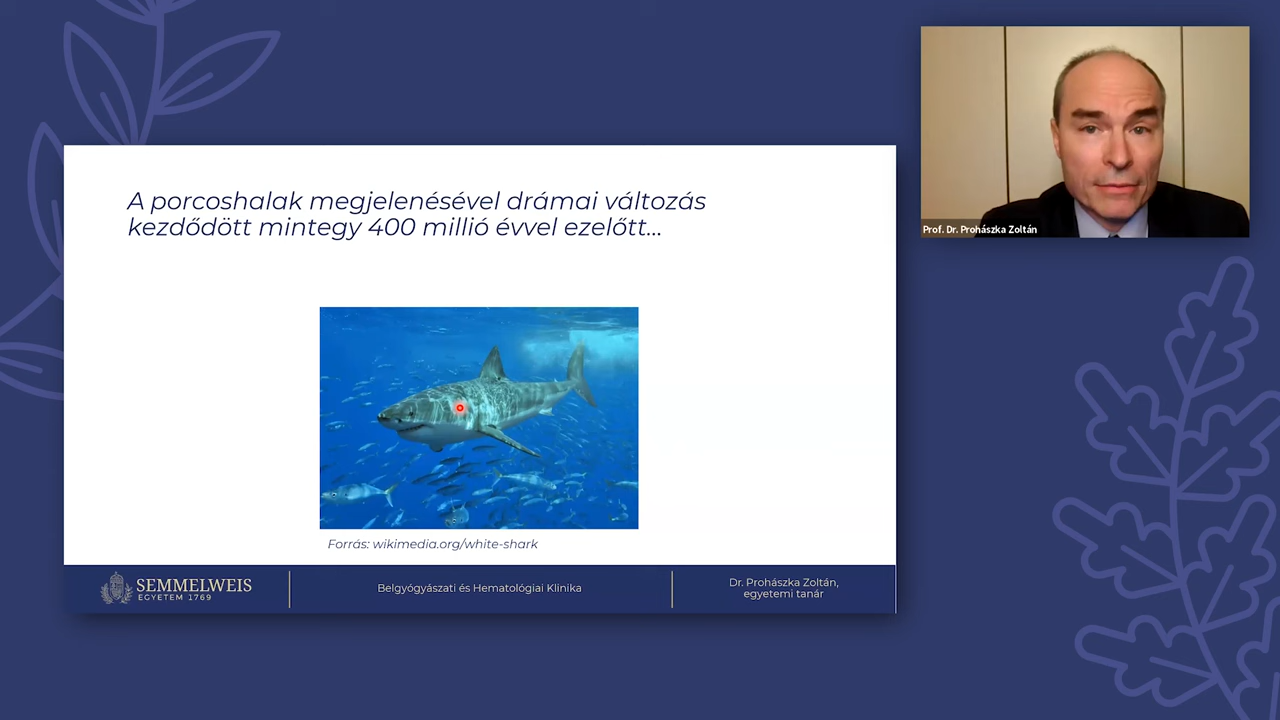 A porcoshalak megjelenésével drámai változás
kezdődött mintegy 400 millió évvel ezelőtt...
Forrás: wikimedia.org/white-shark
SEMMELWEIS
EGYETEM 1769
Belgyógyászati és Hematológiai Klinika
Dr. Prohászka Zoltán,
egyetemi tanár
Prof. Dr. Prohászka Zoltán